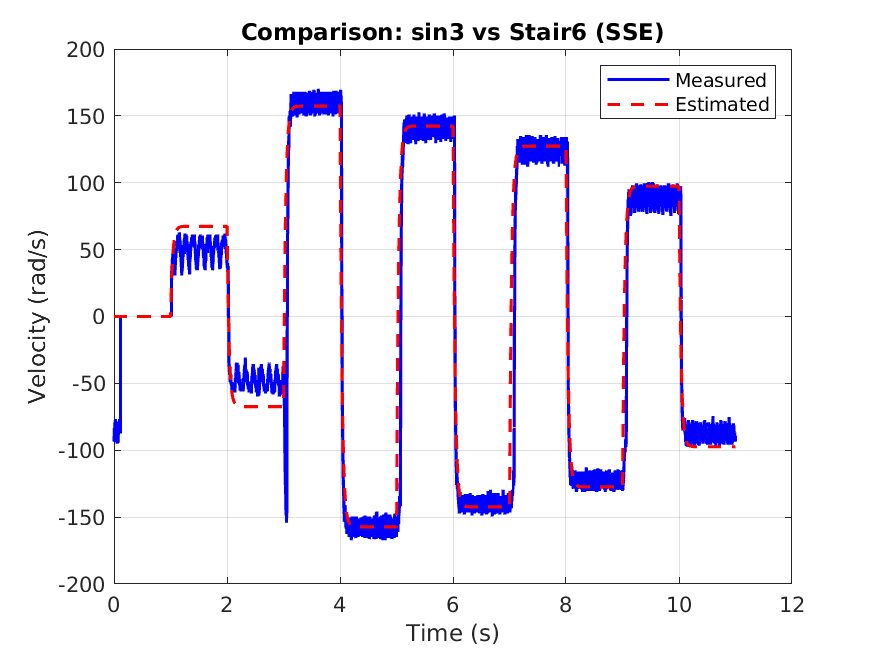 Comparison: sin3 vs Stair6 (SSE)
Measured
Estimated
Velocity (rad/s)
200
150
100
50
0
-50
-100
-150
-200
0 2 4 6 8 10 12
Time (s)